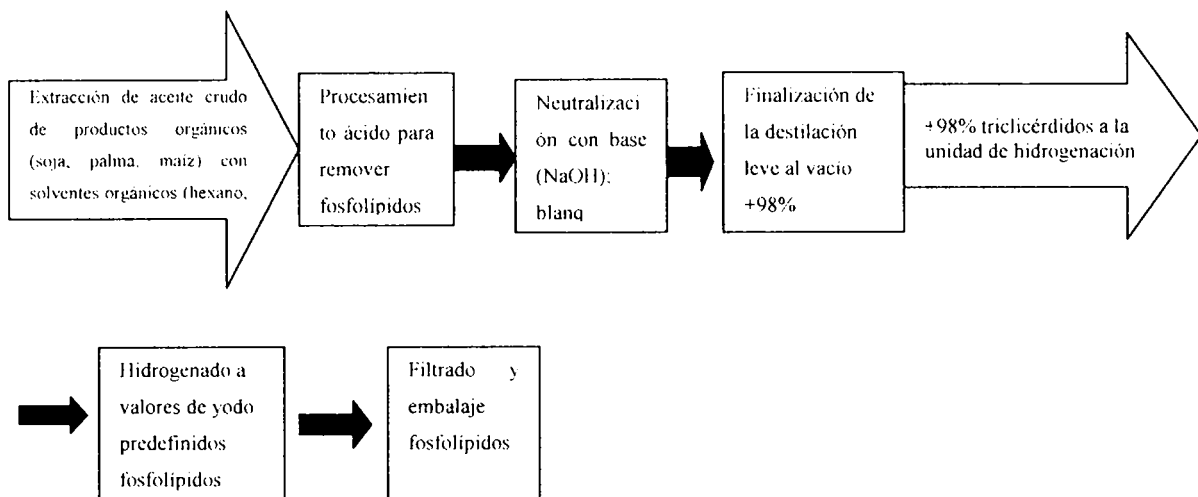 Extracción de aceite crudo
de productos orgánicos
(soja, palma, maíz) con
solventes orgánicos (hexano,
Procesamien
to ácido para
remover
fosfolípidos
Neutralizaci
ón con base
(NaOH);
blanq
Finalización de
la destilación
leve al vacío
+98%
+98% triclicérdidos a la
unidad de hidrogenación
Hidrogenado a
valores de yodo
predefinidos
fosfolípidos
Filtrado y
embalaje
fosfolípidos